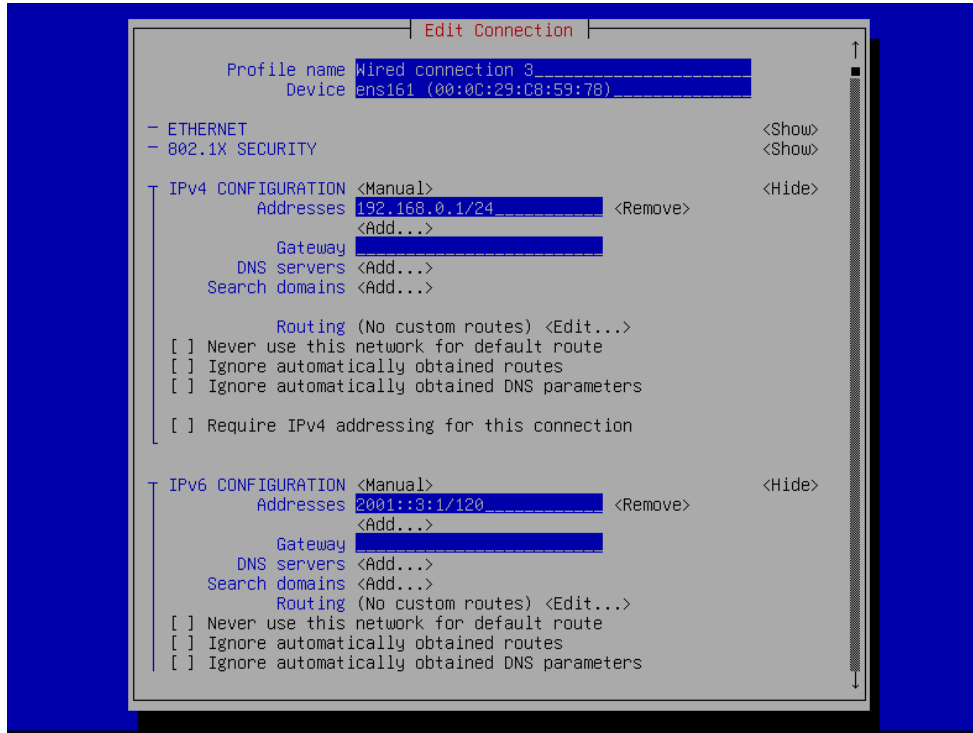 Edit Connection
Profile name Wired connection 3
Device ens161 (00:0C:29:C8:59:78)
ETHERNET <Show>
802.1X SECURITY <Show>
IPv4 CONFIGURATION <Manual> <Hide>
Addresses 192.168.0.1/24 <Remove>
<Add...>
Gateway
DNS servers <Add...>
Search domains <Add...>
Routing (No custom routes) <Edit...>
[ ] Never use this network for default route
[ ] Ignore automatically obtained routes
[ ] Ignore automatically obtained DNS parameters
[ ] Require IPv4 addressing for this connection
IPv6 CONFIGURATION <Manual> <Hide>
Addresses 2001::3:1/120 <Remove>
<Add...>
Gateway
DNS servers <Add...>
Search domains <Add...>
Routing (No custom routes) <Edit...>
[ ] Never use this network for default route
[ ] Ignore automatically obtained routes
[ ] Ignore automatically obtained DNS parameters